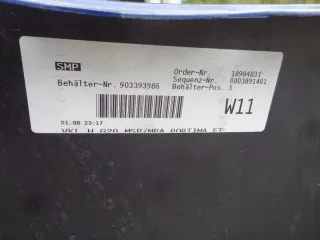 SMP
Order-Nr. 18984831
Sequenz-Nr. 0003891401
Behälter-Nr. 903393986 Behälter-Pos. 3
W11
01.08 23:17
VKL H G20 MSP/MPA PORTIMA FT